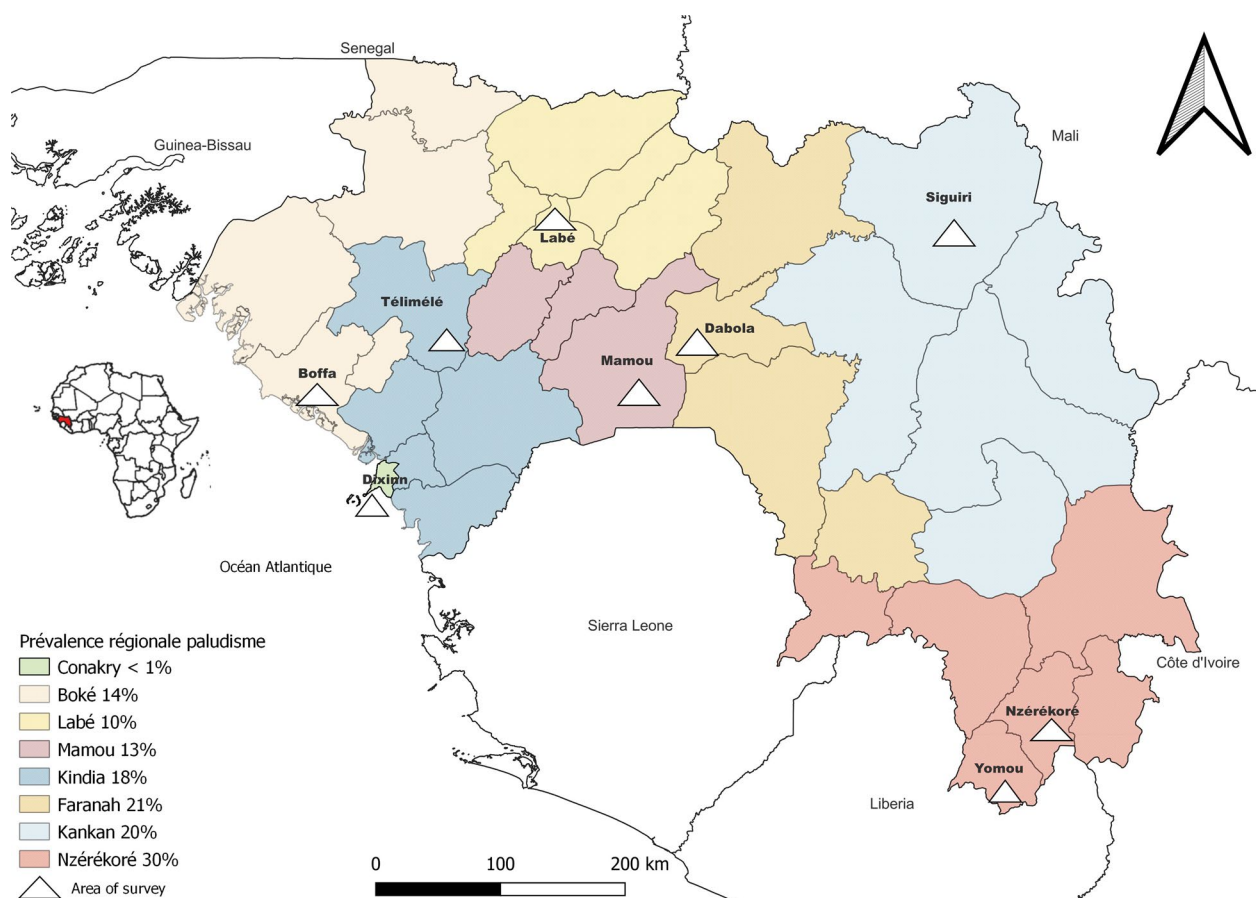 Senegal
Guinea-Bissau
Mali
Siguiri
Labé
Télimélé
Dabola
Mamou
Boffa
Dixinn
Océan Atlantique
Sierra Leone
Côte d'Ivoire
Nzérékoré
Yomou
Liberia
Prévalence régionale paludisme
Conakry < 1%
Boké 14%
Labé 10%
Mamou 13%
Kindia 18%
Faranah 21%
Kankan 20%
Nzérékoré 30%
Area of survey
0 100 200 km